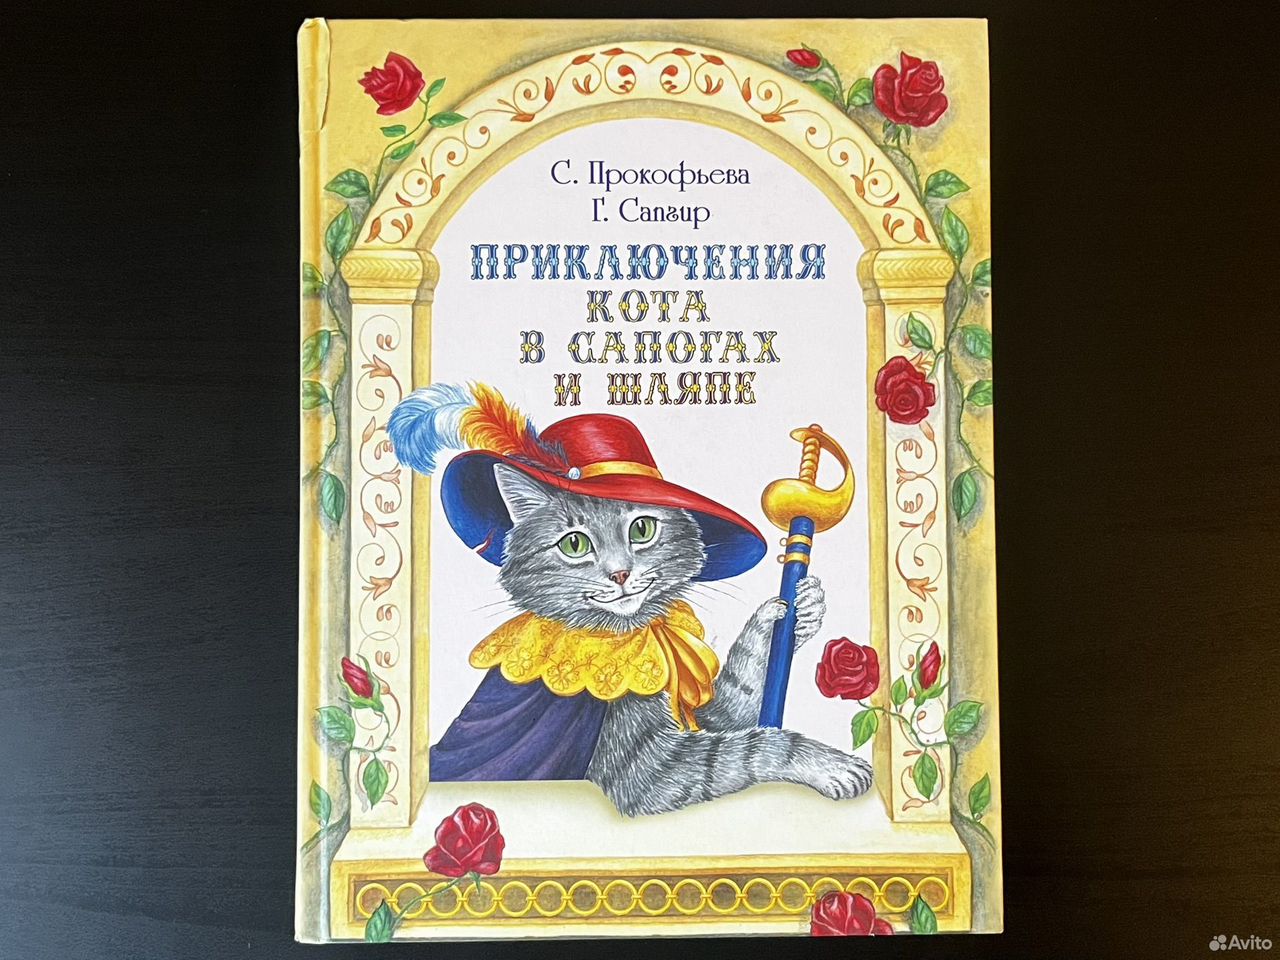 С. Прокофьева
Г. Сапгир
ПРИКЛЮЧЕНИЯ
КОТА
В САПОГАХ
И ШЛЯПЕ
Avito